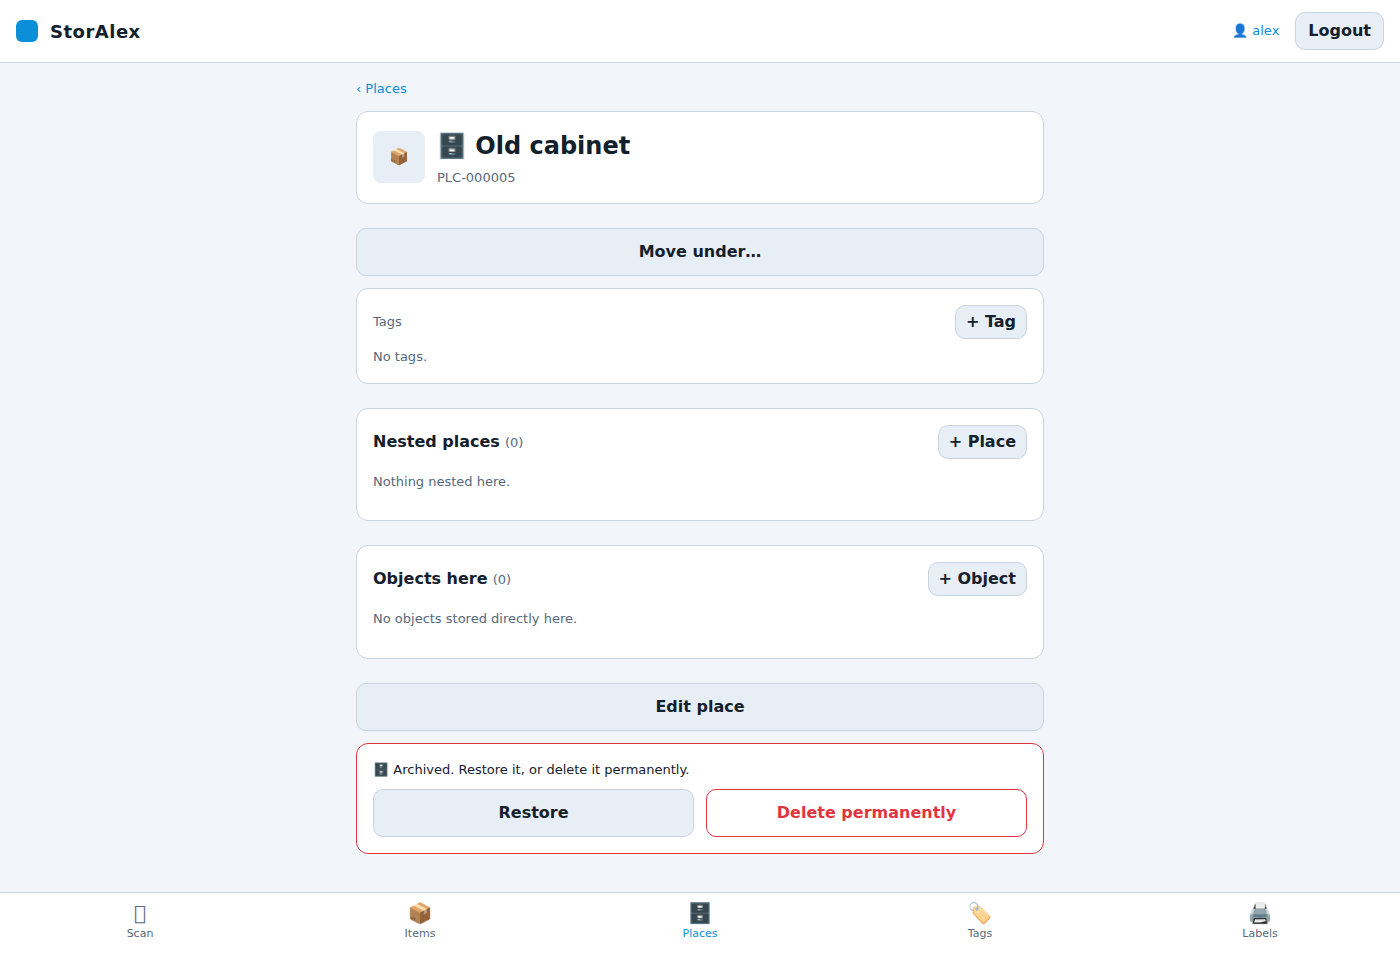 StorAlex
alex
Logout
‹ Places
Old cabinet
PLC-000005
Move under…
Tags
+ Tag
No tags.
Nested places (0)
+ Place
Nothing nested here.
Objects here (0)
+ Object
No objects stored directly here.
Edit place
Archived. Restore it, or delete it permanently.
Restore
Delete permanently
Scan
Items
Places
Tags
Labels